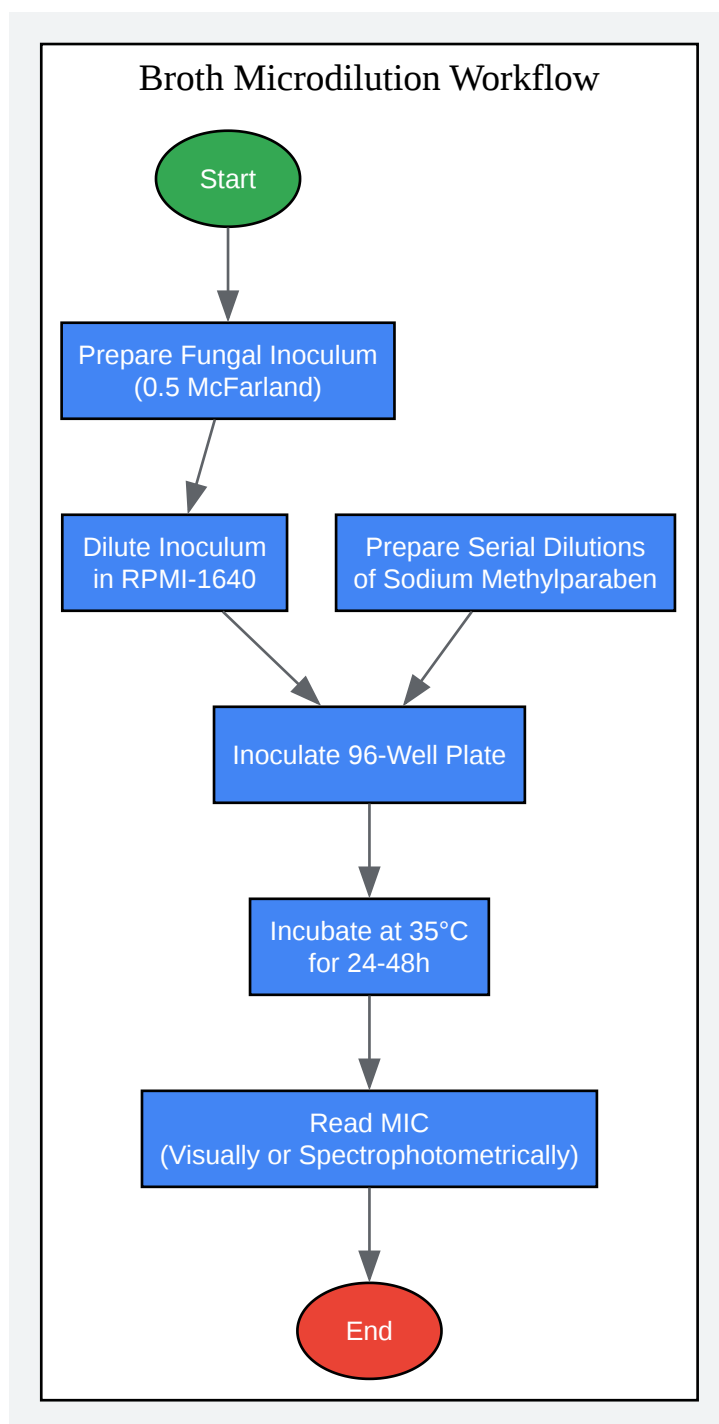 Broth Microdilution Workflow
Start
Prepare Fungal Inoculum
(0.5 McFarland)
Dilute Inoculum
in RPMI-1640
Prepare Serial Dilutions
of Sodium Methylparaben
Inoculate 96-Well Plate
Incubate at 35°C
for 24-48h
Read MIC
(Visually or Spectrophotometrically)
End